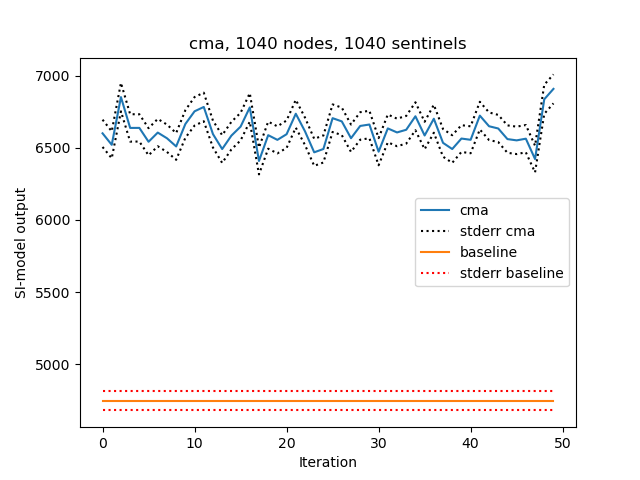 cma, 1040 nodes, 1040 sentinels
7000
6500
6000
5500
5000
SI-model output
cma
stderr cma
baseline
stderr baseline
0 10 20 30 40 50
Iteration